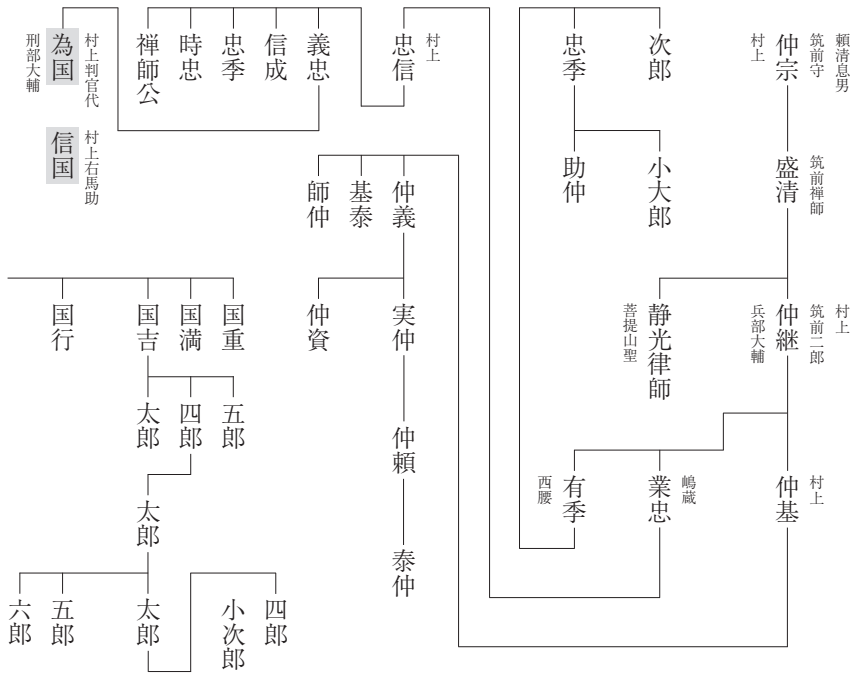 頼清息男
筑前守
仲宗
村上
筑前禅師
盛清
村上
筑前二郎
仲継
兵部大輔
静光律師
菩提山聖
村上
仲基
嶋蔵
業忠
有季
西腰
次郎
忠季
小大郎
助仲
村上
忠信
義忠
信成
忠季
時忠
禅師公
仲義
基泰
師仲
実仲
仲資
仲頼
泰仲
村上判官代
為国
刑部大輔
村上右馬助
信国
国重
国満
国吉
国行
五郎
四郎
太郎
太郎
太郎
五郎
六郎
四郎
小次郎